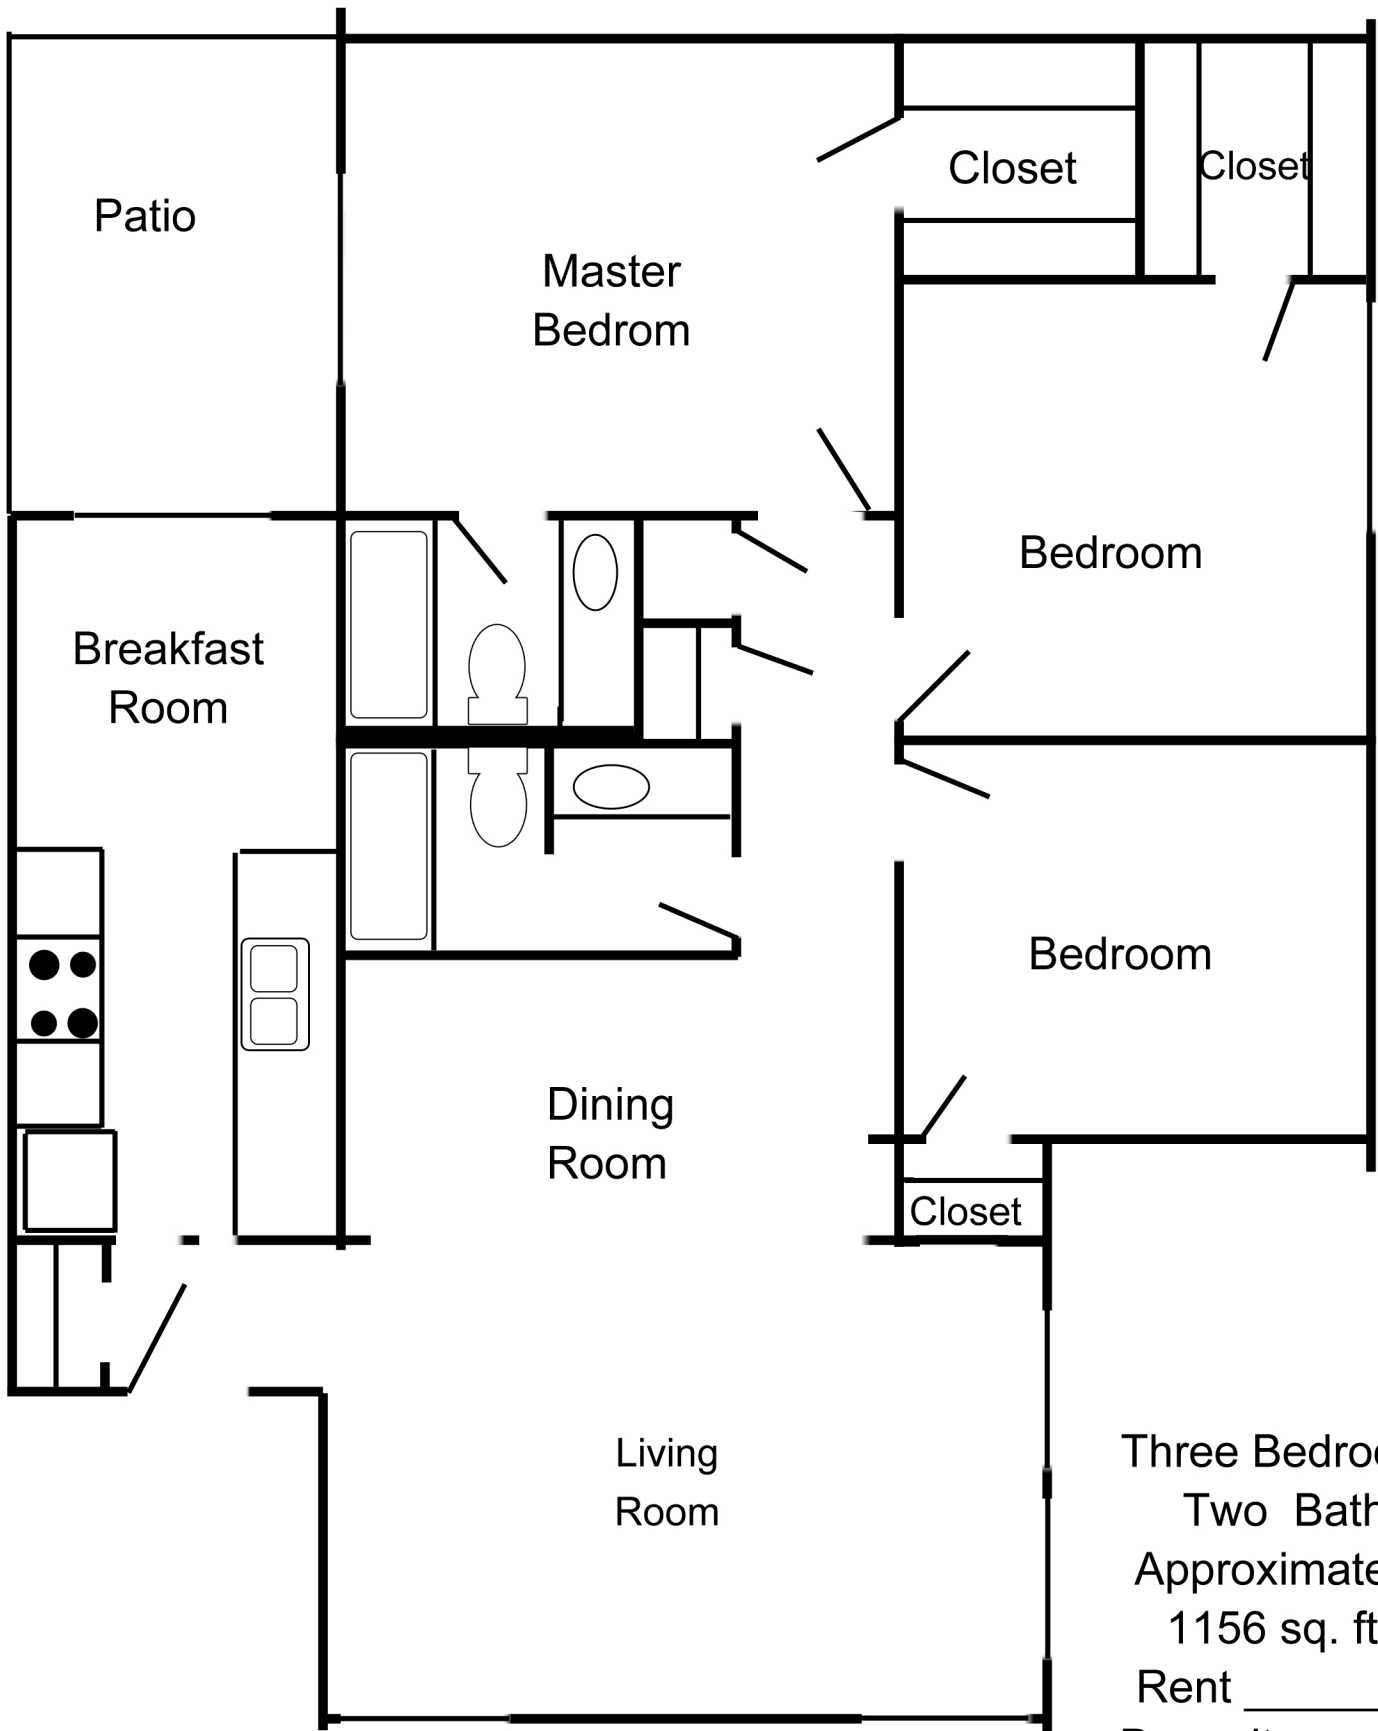 Closet
Closet
Patio
Master
Bedrom
Bedroom
Breakfast
Room
Bedroom
Dining
Room
Closet
Living
Room
Three Bedroo
Two Bath
Approximate
1156 sq. ft
Rent